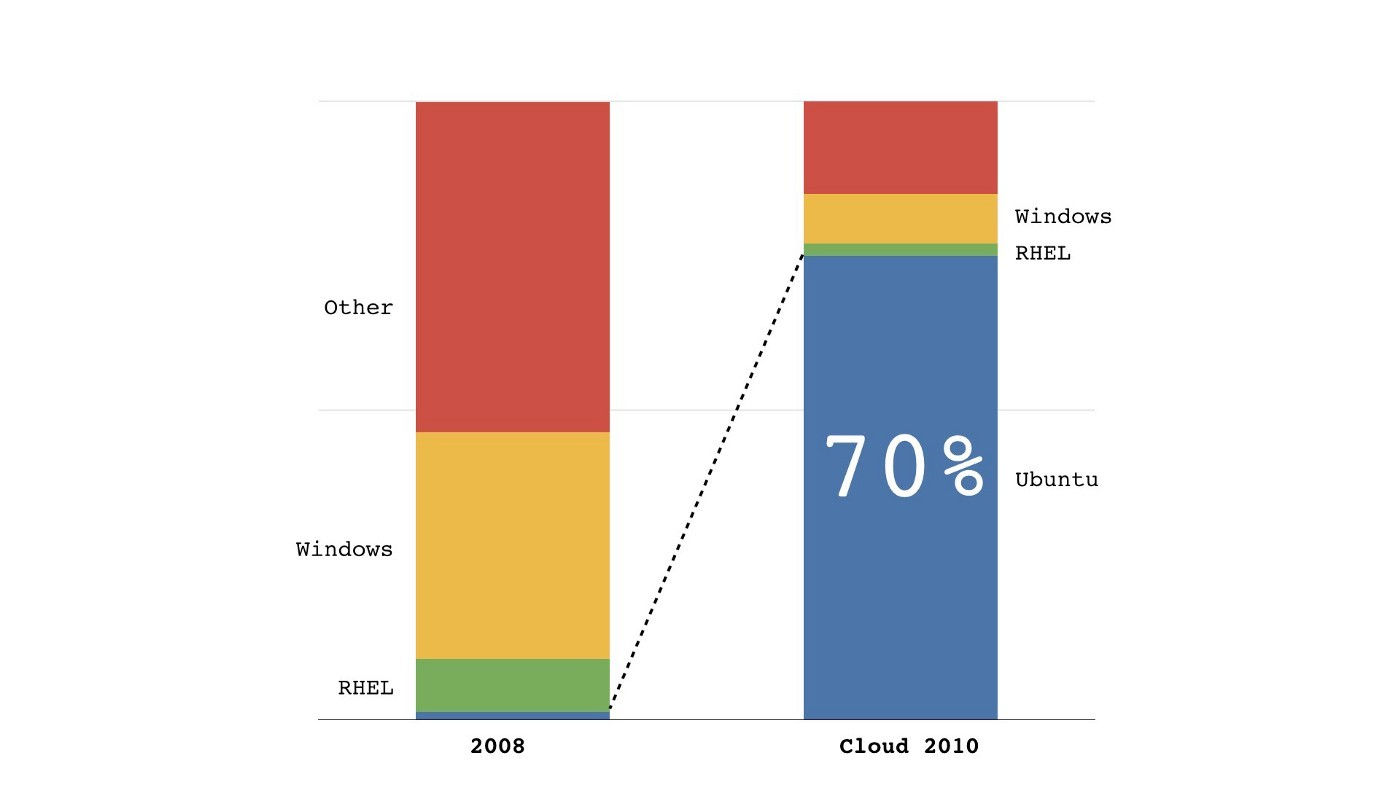 Other
Windows
RHEL
Windows
RHEL
70%
Ubuntu
2008
Cloud 2010